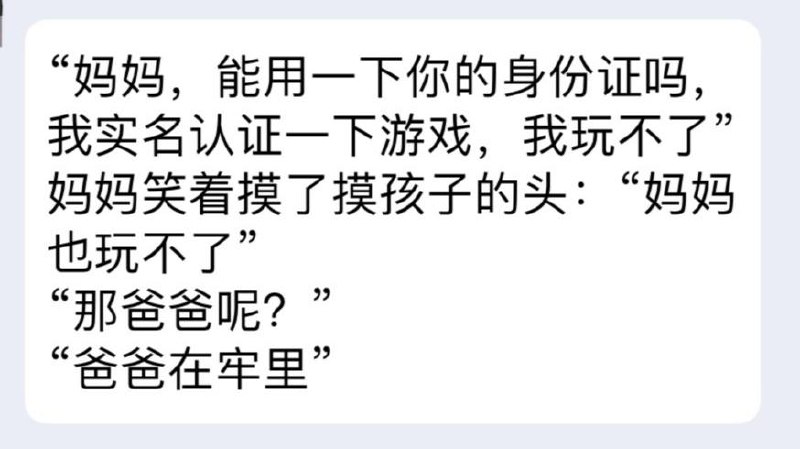 “妈妈，能用一下你的身份证吗，
我实名认证一下游戏，我玩不了”
妈妈笑着摸了摸孩子的头：“妈妈
也玩不了”
“那爸爸呢？”
“爸爸在牢里”